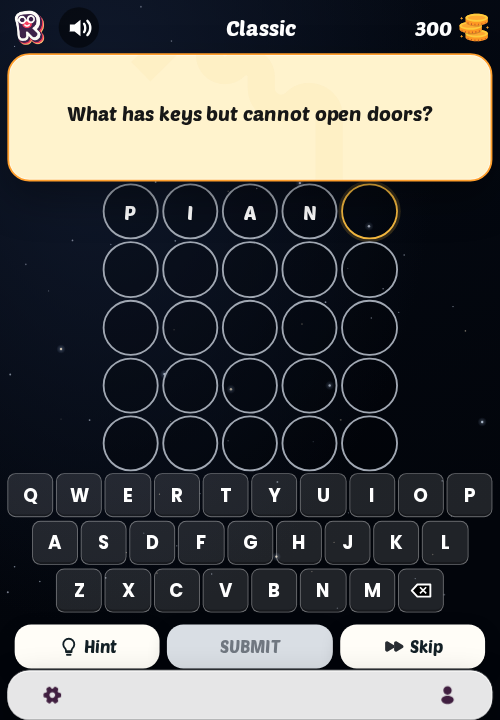 Classic
300
What has keys but cannot open doors?
P I A N
Q W E R T Y U I O P
A S D F G H J K L
Z X C V B N M
Hint SUBMIT Skip